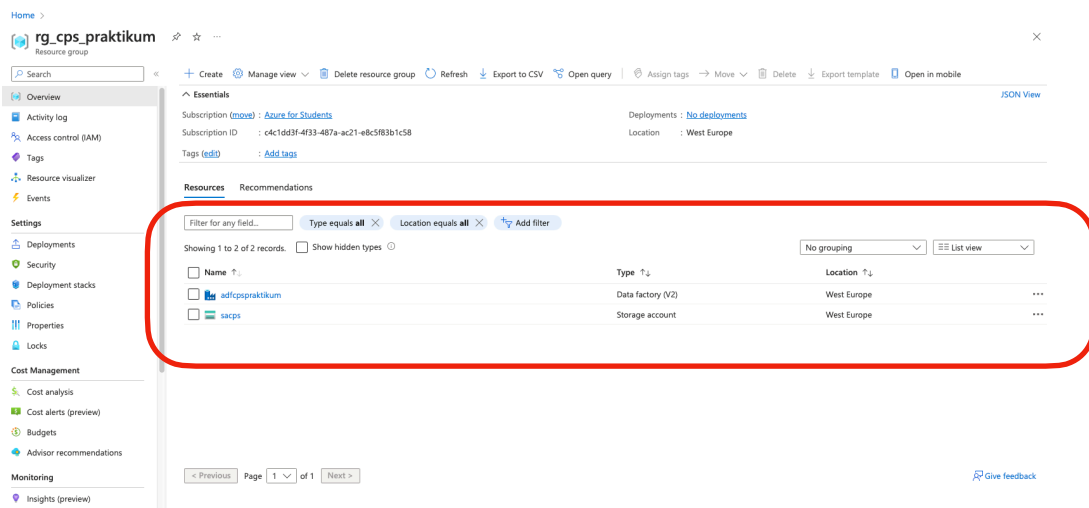 Home >
rg_cps_praktikum
Resource group
Search
Overview
Activity log
Access control (IAM)
Tags
Resource visualizer
Events
Settings
Deployments
Security
Deployment stacks
Policies
Properties
Locks
Cost Management
Cost analysis
Cost alerts (preview)
Budgets
Advisor recommendations
Monitoring
Insights (preview)
Create Manage view Delete resource group Refresh Export to CSV Open query Assign tags Move Delete Export template Open in mobile
Essentials JSON View
Subscription (move) : Azure for Students Deployments : No deployments
Subscription ID : c4c1dd3f-4f33-487a-ac21-e8c5f83b1c58 Location : West Europe
Tags (edit) : Add tags
Resources Recommendations
Filter for any field... Type equals all Location equals all Add filter
Showing 1 to 2 of 2 records. Show hidden types No grouping List view
Name Type Location
adfcpspraktikum Data factory (V2) West Europe
sacps Storage account West Europe
< Previous Page 1 of 1 Next > Give feedback